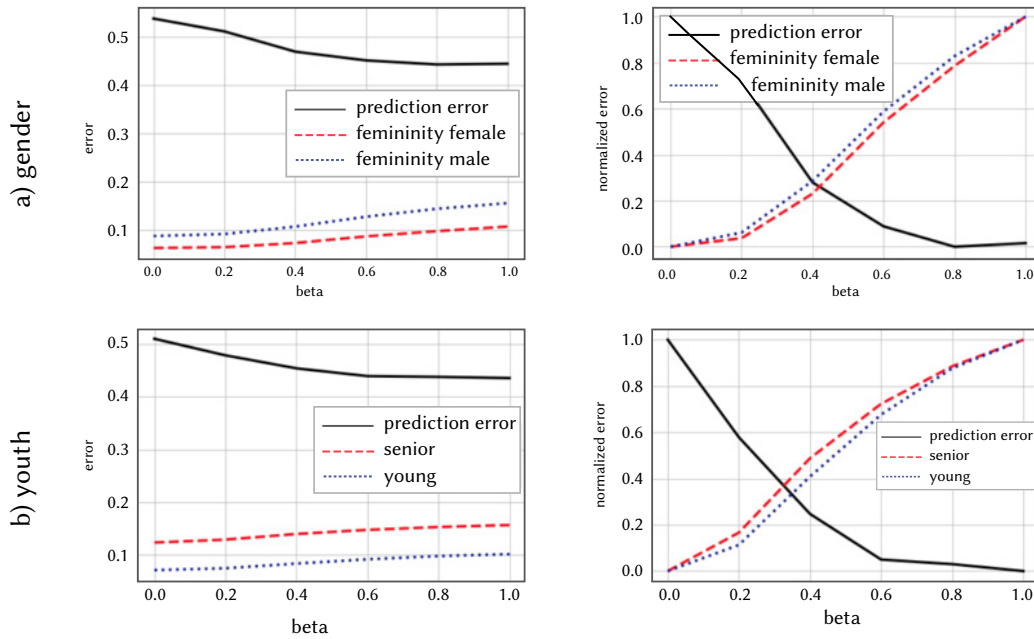 a) gender
error
0.5
0.4
0.3
0.2
0.1
prediction error
femininity female
femininity male
0.0 0.2 0.4 0.6 0.8 1.0
beta
normalized error
1.0
0.8
0.6
0.4
0.2
0.0
prediction error
femininity female
femininity male
0.0 0.2 0.4 0.6 0.8 1.0
beta
b) youth
error
0.5
0.4
0.3
0.2
0.1
prediction error
senior
young
0.0 0.2 0.4 0.6 0.8 1.0
beta
normalized error
1.0
0.8
0.6
0.4
0.2
0.0
prediction error
senior
young
0.0 0.2 0.4 0.6 0.8 1.0
beta